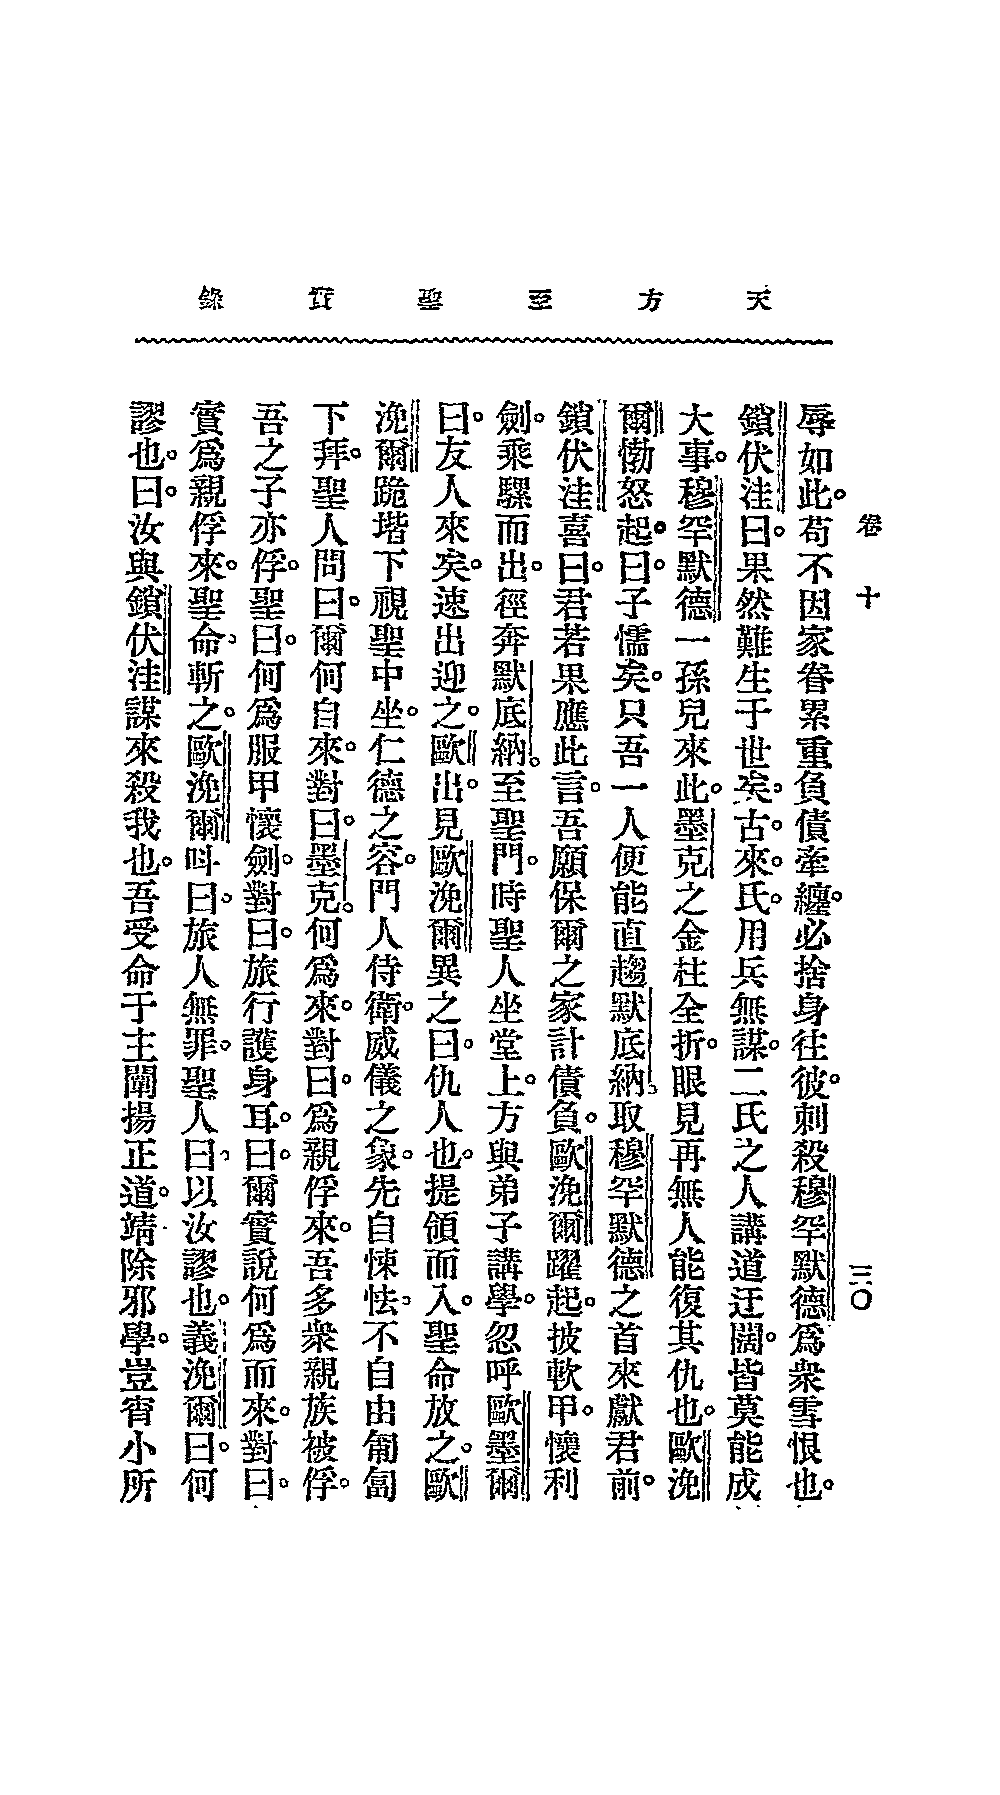 天方至聖實錄
卷十
三〇
辱如此。苟不因家眷累重負債牽纏。必捨身往彼。刺殺穆罕默德爲衆雪恨也。
鎖伏洼曰。果然難生于世矣。古。來。氏。用兵無謀。二氏之人講道迂闊。皆莫能成
大事。穆罕默德一孫兒來此。墨克之金柱全折。眼見再無人能復其仇也。歐浼
爾慟怒起。曰。子懦矣。只吾一人便能直趨默底納。取穆罕默德之首來獻君前。
鎖伏洼喜曰。君若果應此言。吾願保爾之家計債負。歐浼爾躍起。披軟甲。懷利
劍。乘騾而出。徑奔默底納。至聖門。時聖人坐堂上。方與弟子講學。忽呼歐墨爾
曰。友人來矣。速出迎之。歐出。見歐浼爾異之。曰。仇人也。提領而入。聖命放之。歐
浼爾跪堦下視聖中坐。仁德之容。門人侍衛。威儀之象。先自悚怯。不自由匍匐
下拜。聖人問曰。爾何自來。對曰。墨克。何爲來。對曰。爲親俘來。吾多衆親族被俘。
吾之子亦俘。聖曰。何爲服甲懷劍。對曰。旅行護身耳。曰。爾實說何爲而來。對曰。
實爲親俘來。聖命斬之。歐浼爾叫曰。旅人無罪。聖人曰。以汝謬也。義浼爾曰。何
謬也。曰。汝與鎖伏洼謀來殺我也。吾受命于主闡揚正道。靖除邪學。豈宵小所